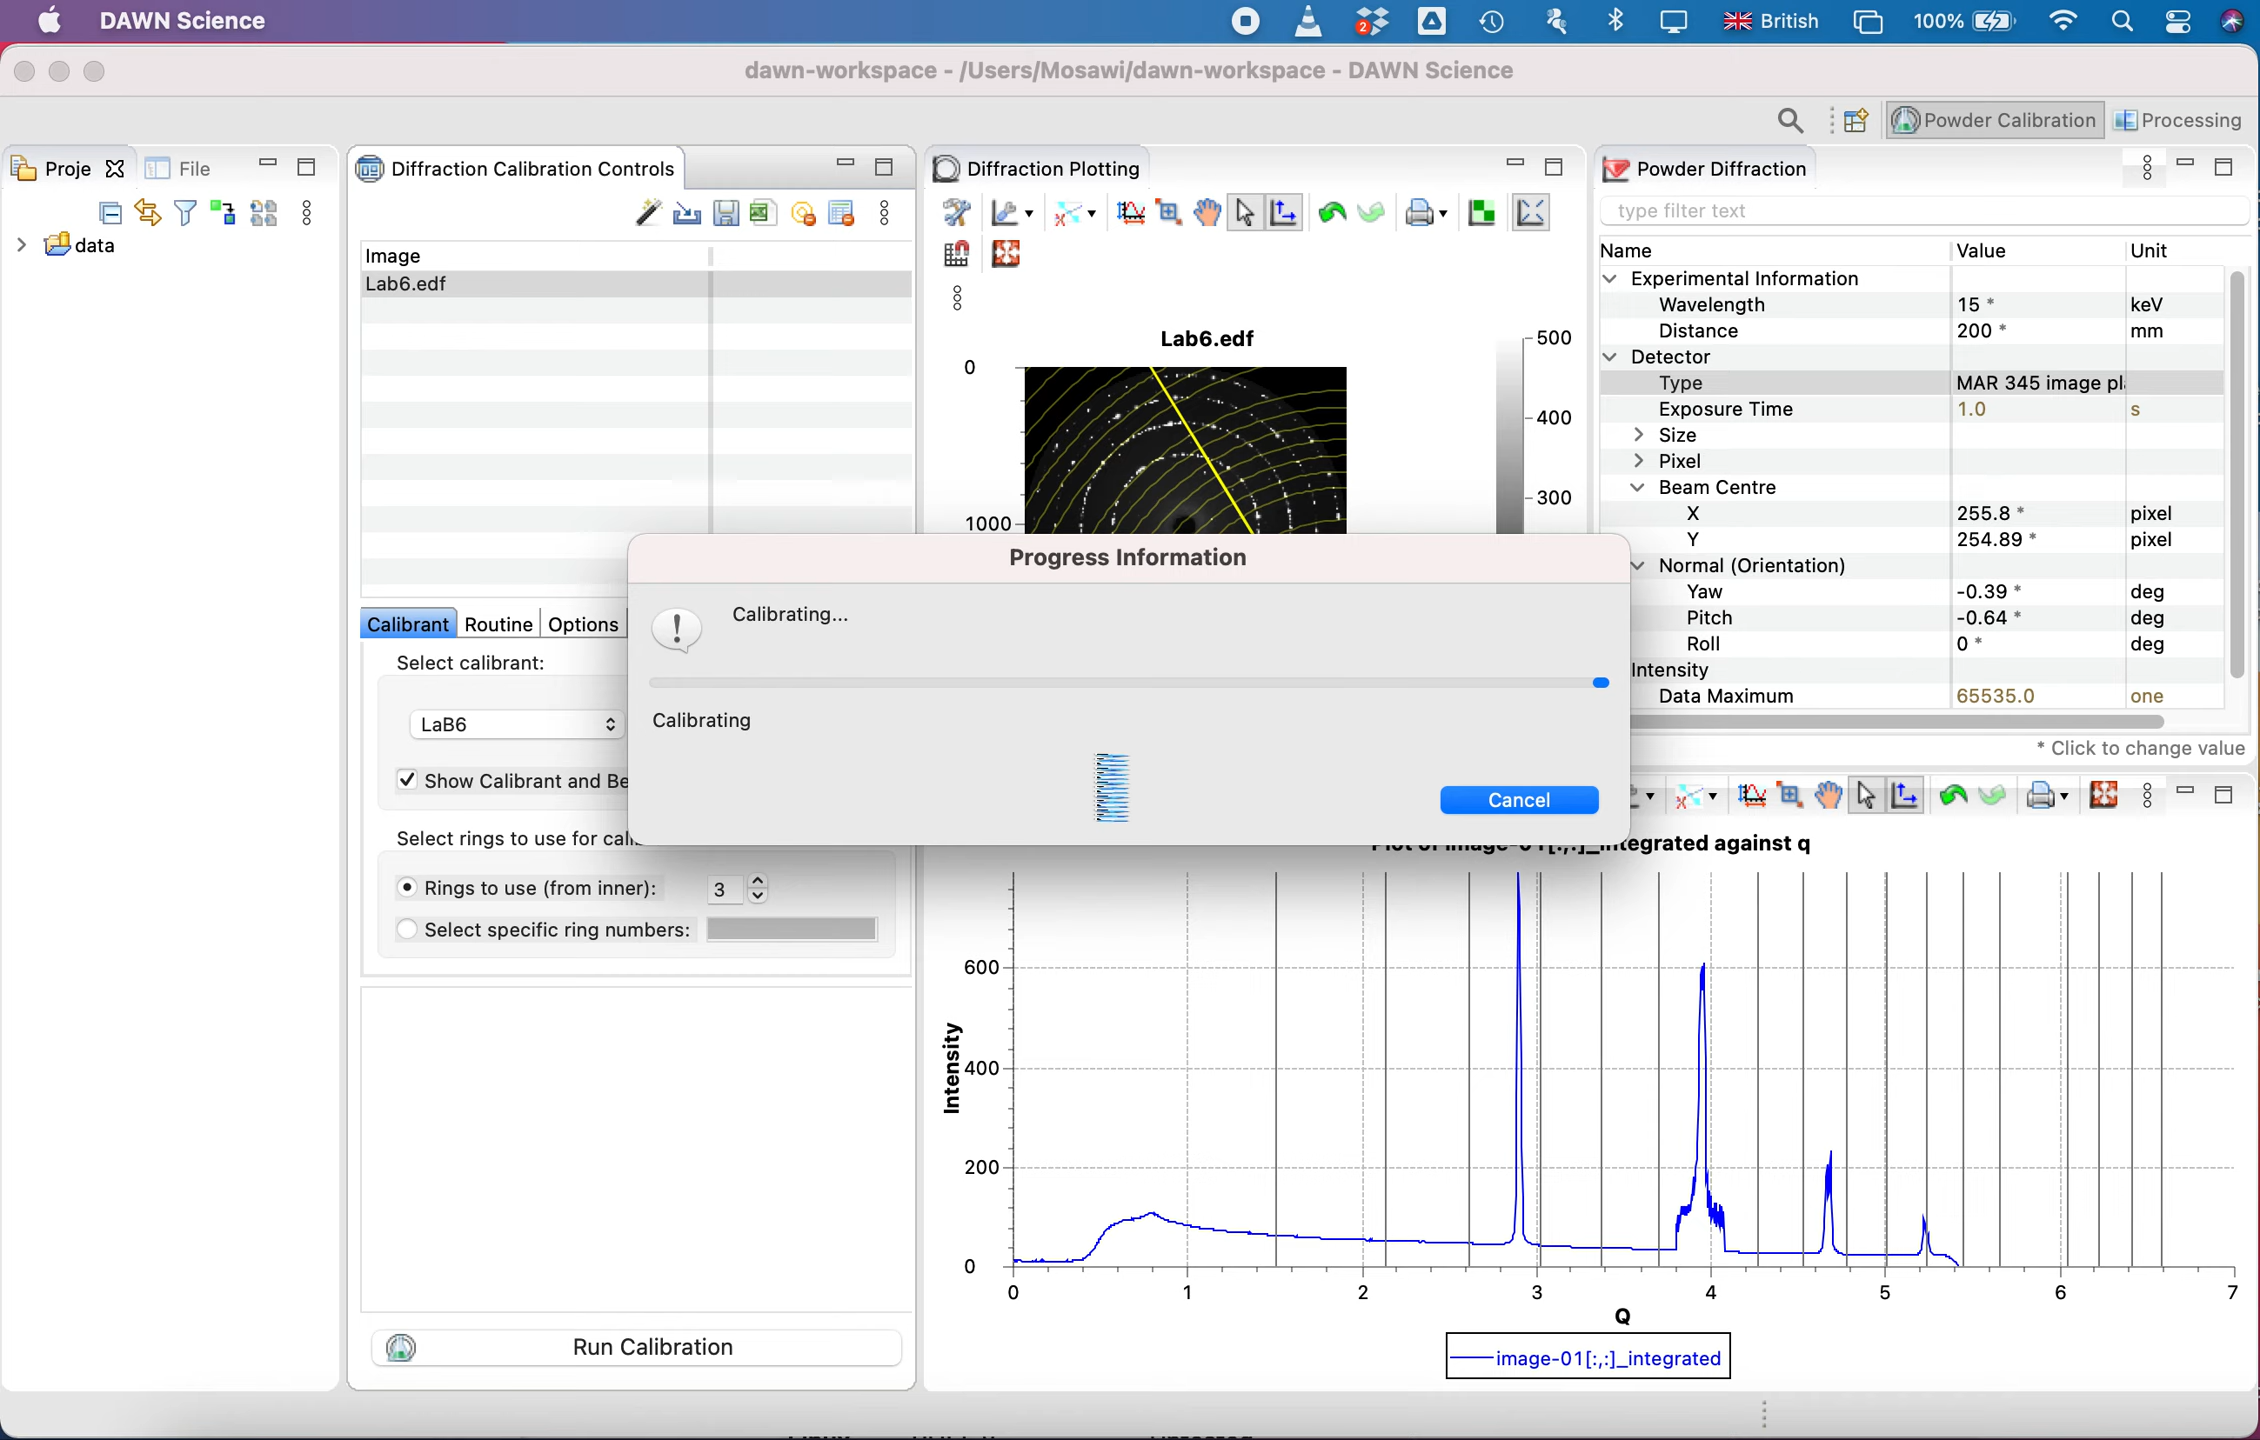 DAWN Science
2
British
100%
dawn-workspace - /Users/Mosawi/dawn-workspace - DAWN Science
Powder Calibration
Processing
Proje
File
data
Diffraction Calibration Controls
Image
Lab6.edf
Calibrant
Routine
Options
Select calibrant:
LaB6
Show Calibrant and Be
Select rings to use for cali
Rings to use (from inner):
3
Select specific ring numbers:
Run Calibration
Diffraction Plotting
Lab6.edf
0
1000
500
400
300
Powder Diffraction
type filter text
Name Value Unit
Experimental Information
Wavelength 15 * keV
Distance 200 * mm
Detector
Type MAR 345 image pl
Exposure Time 1.0 s
Size
Pixel
Beam Centre
X 255.8 * pixel
Y 254.89 * pixel
Normal (Orientation)
Yaw -0.39 * deg
Pitch -0.64 * deg
Roll 0 * deg
Intensity
Data Maximum 65535.0 one
* Click to change value
Progress Information
!
Calibrating...
Calibrating
Cancel
Plot of image-01[:,:]_integrated against q
Intensity
600
400
200
0
0 1 2 3 4 5 6 7
Q
image-01[:,:]_integrated